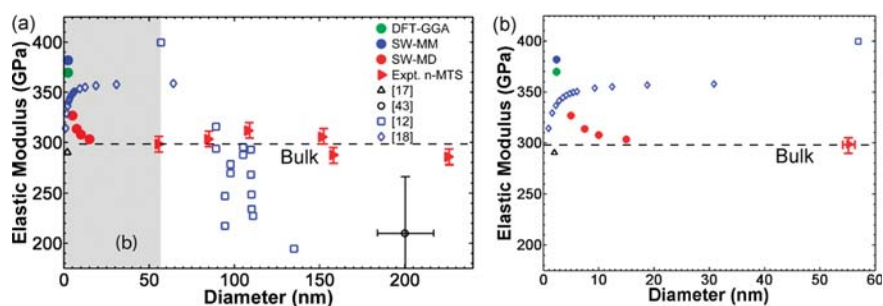 (a)
Elastic Modulus (GPa)
400
350
300
250
200
0
50
100
150
200
Diameter (nm)
DFT-GGA
SW-MM
SW-MD
Expt. n-MTS
[17]
[43]
[12]
[18]
Bulk
(b)
(b)
Elastic Modulus (GPa)
400
350
300
250
200
0
10
20
30
40
50
60
Diameter (nm)
Bulk